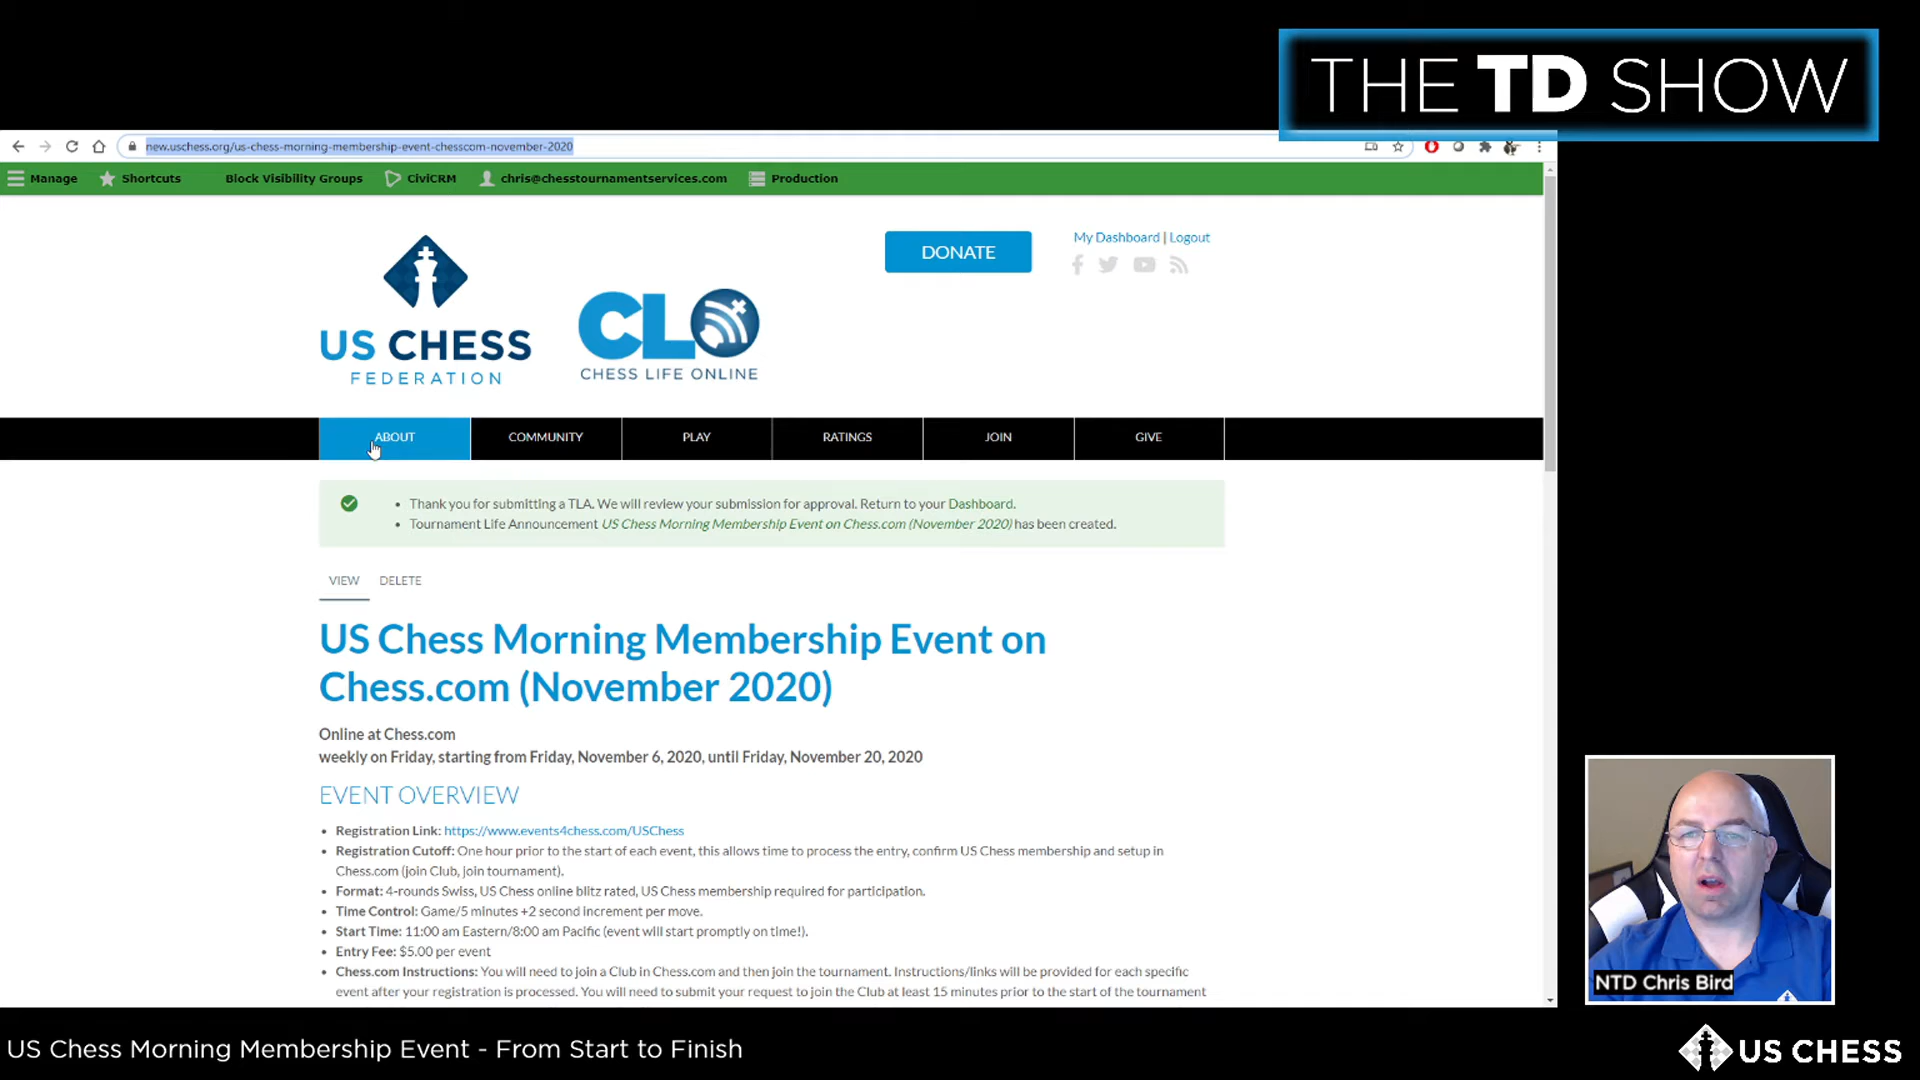 THE TD SHOW
new.uschess.org/us-chess-morning-membership-event-chesscom-november-2020
Manage Shortcuts Block Visibility Groups CiviCRM chris@chesstournamentservices.com Production
DONATE
My Dashboard | Logout
US CHESS
FEDERATION
CLO
CHESS LIFE ONLINE
ABOUT COMMUNITY PLAY RATINGS JOIN GIVE
• Thank you for submitting a TLA. We will review your submission for approval. Return to your Dashboard.
• Tournament Life Announcement US Chess Morning Membership Event on Chess.com (November 2020) has been created.
VIEW DELETE
US Chess Morning Membership Event on
Chess.com (November 2020)
Online at Chess.com
weekly on Friday, starting from Friday, November 6, 2020, until Friday, November 20, 2020
EVENT OVERVIEW
• Registration Link: https://www.events4chess.com/USChess
• Registration Cutoff: One hour prior to the start of each event, this allows time to process the entry, confirm US Chess membership and setup in
Chess.com (join Club, join tournament).
• Format: 4-rounds Swiss, US Chess online blitz rated, US Chess membership required for participation.
• Time Control: Game/5 minutes +2 second increment per move.
• Start Time: 11:00 am Eastern/8:00 am Pacific (event will start promptly on time!).
• Entry Fee: $5.00 per event
• Chess.com Instructions: You will need to join a Club in Chess.com and then join the tournament. Instructions/links will be provided for each specific
event after your registration is processed. You will need to submit your request to join the Club at least 15 minutes prior to the start of the tournament
NTD Chris Bird
US Chess Morning Membership Event - From Start to Finish
US CHESS